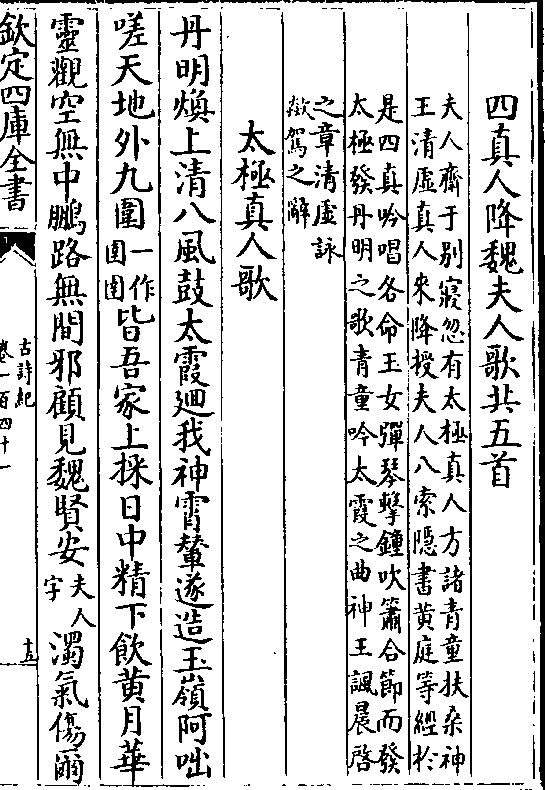 四真人降魏夫人歌共五首
夫人齋于别寢忽有太極真人方諸青童扶桑神
王清虛真人來降授夫人八索隱書黄庭等經於
是四真吟唱各命玉女彈琴擊鐘吹簫合節而發
太極發丹明之歌青童吟太霞之曲神王諷晨啓
之章清虛詠
歘駕之辭
太極真人歌
丹明煥上清八風鼓太霞廻我神霄輦遂造玉嶺阿咄
嗟天地外九圍一作囹圄皆吾家上採日中精下飲黄月華
靈觀空無中鵬路無間邪顧見魏賢安夫人字濁氣傷爾
欽定四庫全書
古詩紀
卷一百四十一
十五